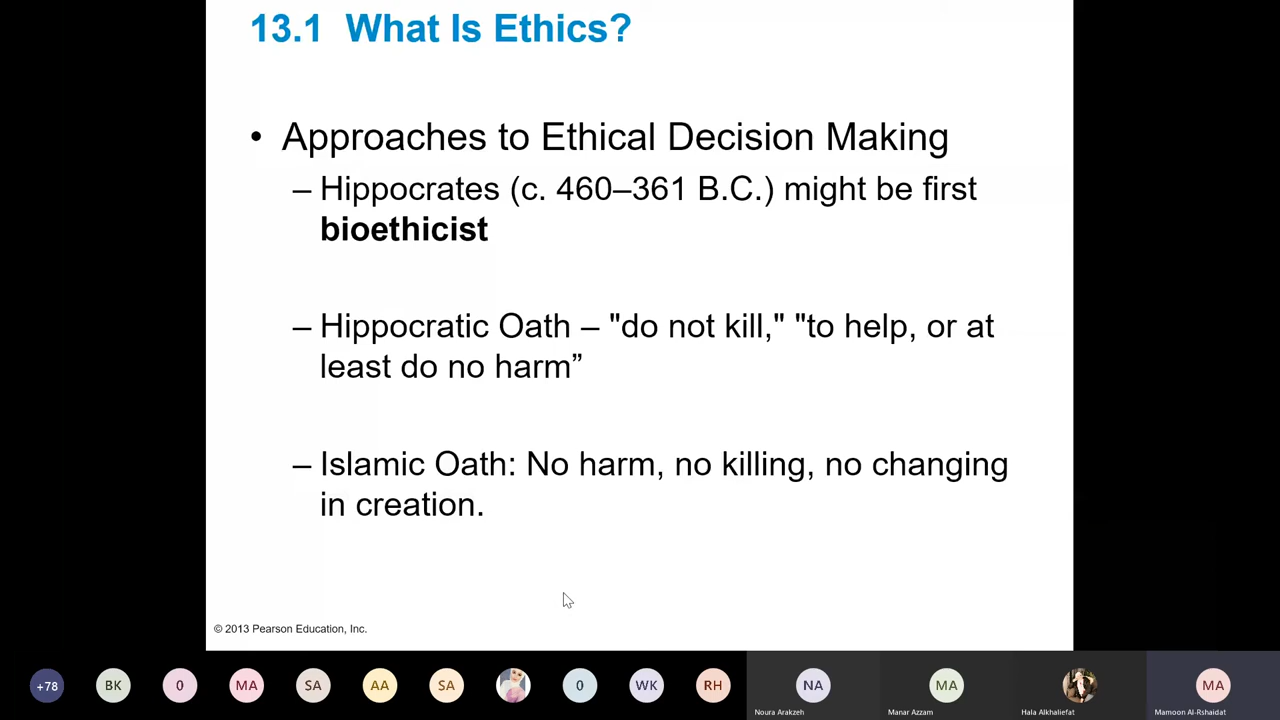 13.1 What Is Ethics?
• Approaches to Ethical Decision Making
– Hippocrates (c. 460–361 B.C.) might be first
bioethicist
– Hippocratic Oath – "do not kill," "to help, or at
least do no harm”
– Islamic Oath: No harm, no killing, no changing
in creation.
© 2013 Pearson Education, Inc.
+78 BK 0 MA SA AA SA 0 WK RH NA MA MA
Noura Arakzeh Manar Azzam Hala Alkhaliefat Mamoon Al-Rshaidat